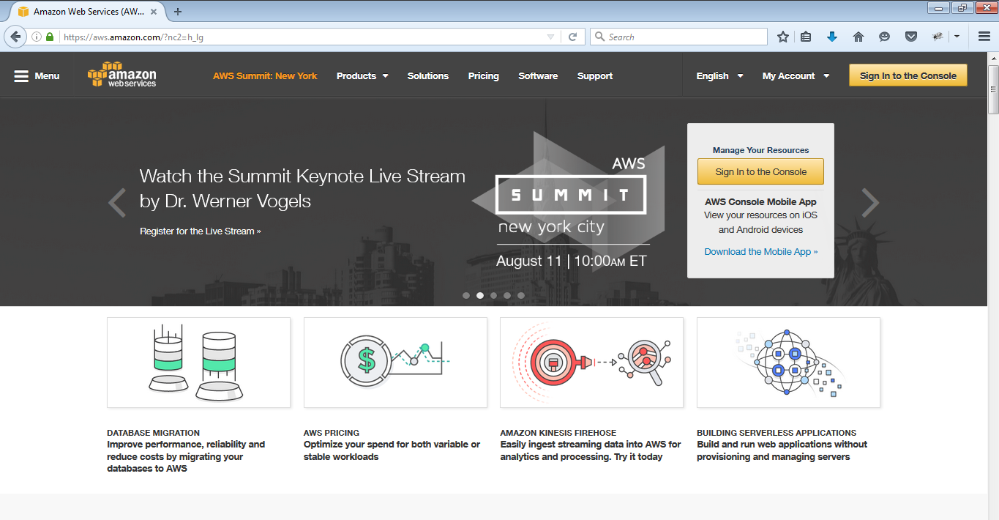 Amazon Web Services (AW...
https://aws.amazon.com/?nc2=h_lg
Search
Menu
amazon
webservices
AWS Summit: New York
Products
Solutions
Pricing
Software
Support
English
My Account
Sign In to the Console
Watch the Summit Keynote Live Stream
by Dr. Werner Vogels
Register for the Live Stream »
AWS
SUMMIT
new york city
August 11 | 10:00AM ET
Manage Your Resources
Sign In to the Console
AWS Console Mobile App
View your resources on iOS
and Android devices
Download the Mobile App »
$
DATABASE MIGRATION
Improve performance, reliability and
reduce costs by migrating your
databases to AWS
AWS PRICING
Optimize your spend for both variable or
stable workloads
AMAZON KINESIS FIREHOSE
Easily ingest streaming data into AWS for
analytics and processing. Try it today
BUILDING SERVERLESS APPLICATIONS
Build and run web applications without
provisioning and managing servers